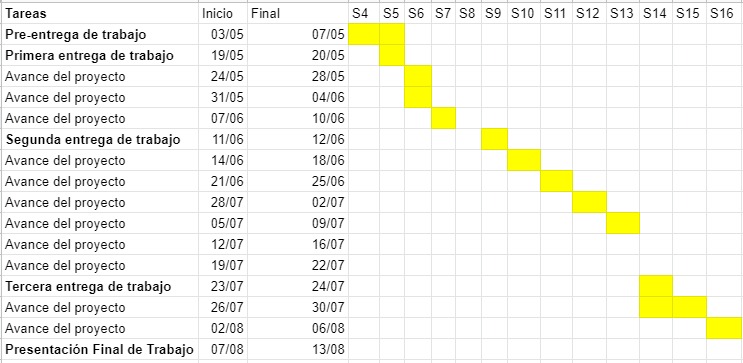 Tareas Inicio Final S4 S5 S6 S7 S8 S9 S10 S11 S12 S13 S14 S15 S16
Pre-entrega de trabajo 03/05 07/05
Primera entrega de trabajo 19/05 20/05
Avance del proyecto 24/05 28/05
Avance del proyecto 31/05 04/06
Avance del proyecto 07/06 10/06
Segunda entrega de trabajo 11/06 12/06
Avance del proyecto 14/06 18/06
Avance del proyecto 21/06 25/06
Avance del proyecto 28/07 02/07
Avance del proyecto 05/07 09/07
Avance del proyecto 12/07 16/07
Avance del proyecto 19/07 22/07
Tercera entrega de trabajo 23/07 24/07
Avance del proyecto 26/07 30/07
Avance del proyecto 02/08 06/08
Presentación Final de Trabajo 07/08 13/08